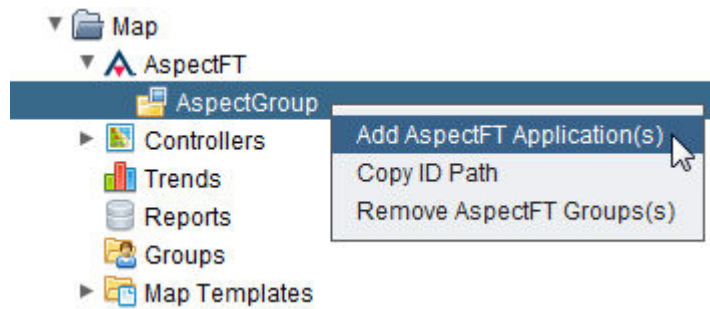 Map
AspectFT
AspectGroup
Add AspectFT Application(s)
Controllers
Copy ID Path
Trends
Remove AspectFT Groups(s)
Reports
Groups
Map Templates